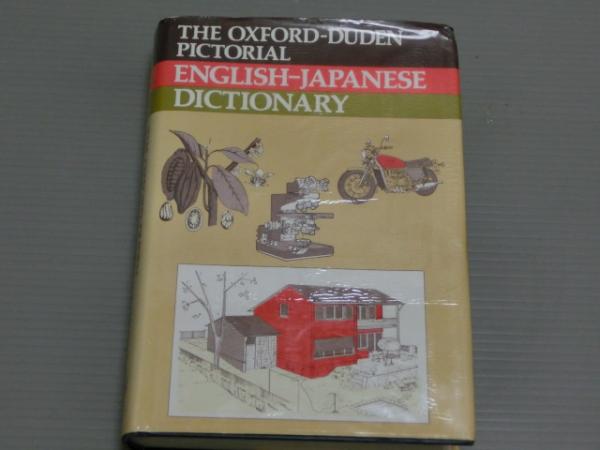 THE OXFORD-DUDEN
PICTORIAL
ENGLISH-JAPANESE
DICTIONARY